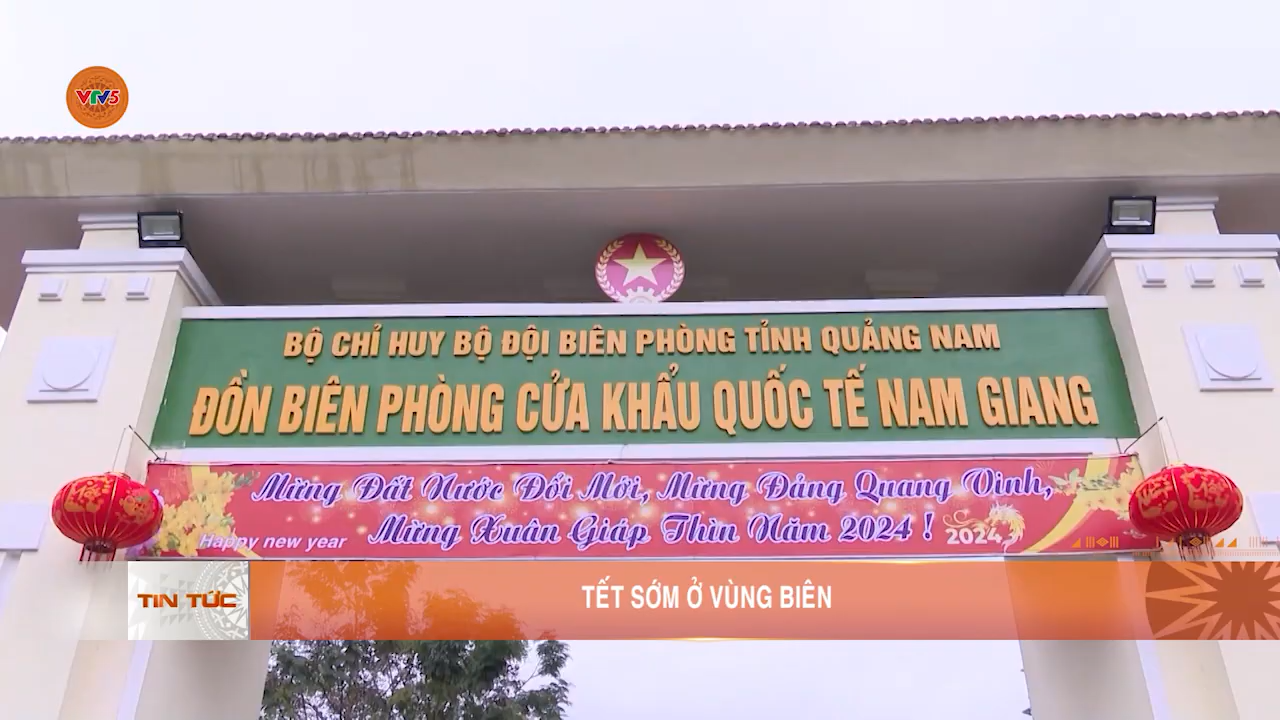 VTV5
BỘ CHỈ HUY BỘ ĐỘI BIÊN PHÒNG TỈNH QUẢNG NAM
ĐỒN BIÊN PHÒNG CỬA KHẨU QUỐC TẾ NAM GIANG
Mừng Đất Nước Đổi Mới, Mừng Đảng Quang Vinh,
Mừng Xuân Giáp Thìn Năm 2024 !
Happy new year
2024
TIN TỨC
TẾT SỚM Ở VÙNG BIÊN